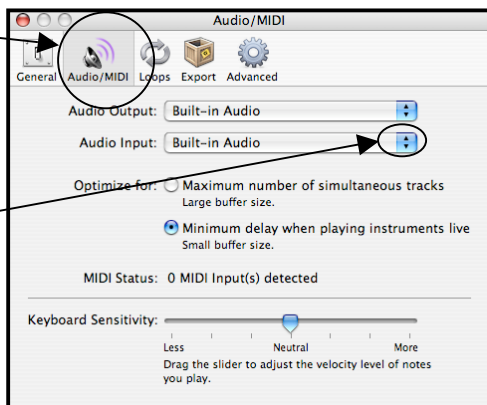 Audio/MIDI
General Audio/MIDI Loops Export Advanced
Audio Output: Built-in Audio
Audio Input: Built-in Audio
Optimize for: Maximum number of simultaneous tracks
Large buffer size.
Minimum delay when playing instruments live
Small buffer size.
MIDI Status: 0 MIDI Input(s) detected
Keyboard Sensitivity:
Less Neutral More
Drag the slider to adjust the velocity level of notes
you play.